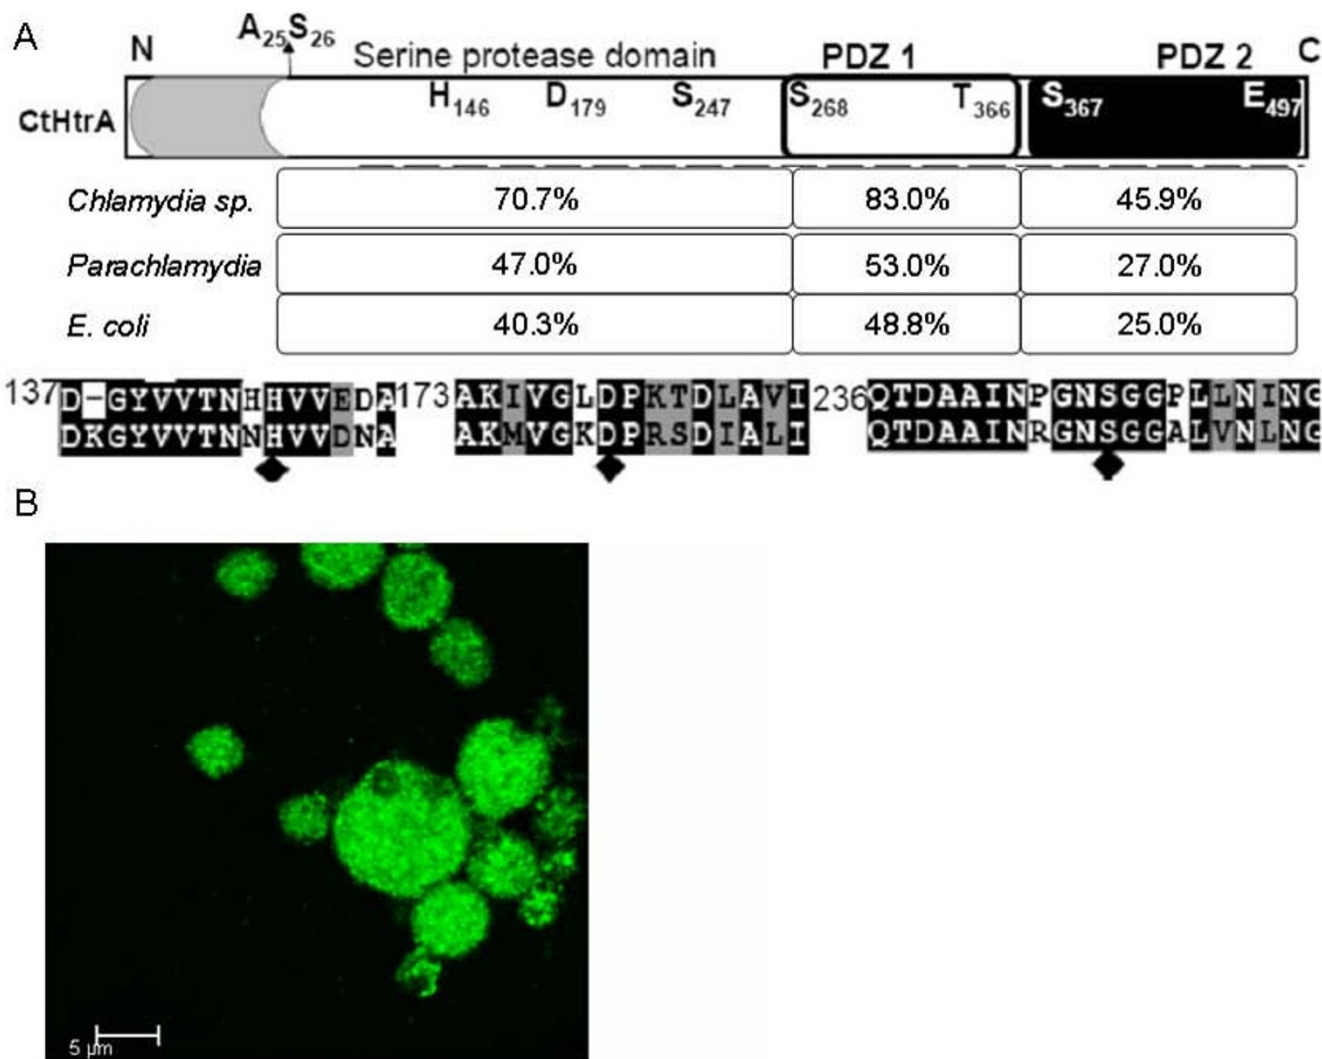 A
N A25S26 Serine protease domain PDZ 1 PDZ 2 C
CtHtrA H146 D179 S247 S268 T366 S367 E497
Chlamydia sp. 70.7% 83.0% 45.9%
Parachlamydia 47.0% 53.0% 27.0%
E. coli 40.3% 48.8% 25.0%
137 D-GYVVTNHHVVEDA 173 AKIVGLDPKTDLAVI 236 QTDAAINPGNSGGPLLNING
DKGYVVTNNHVVDNA AKMVGKDPRSDIALI QTDAAINRGNSGGALVNLNG
B
5 µm